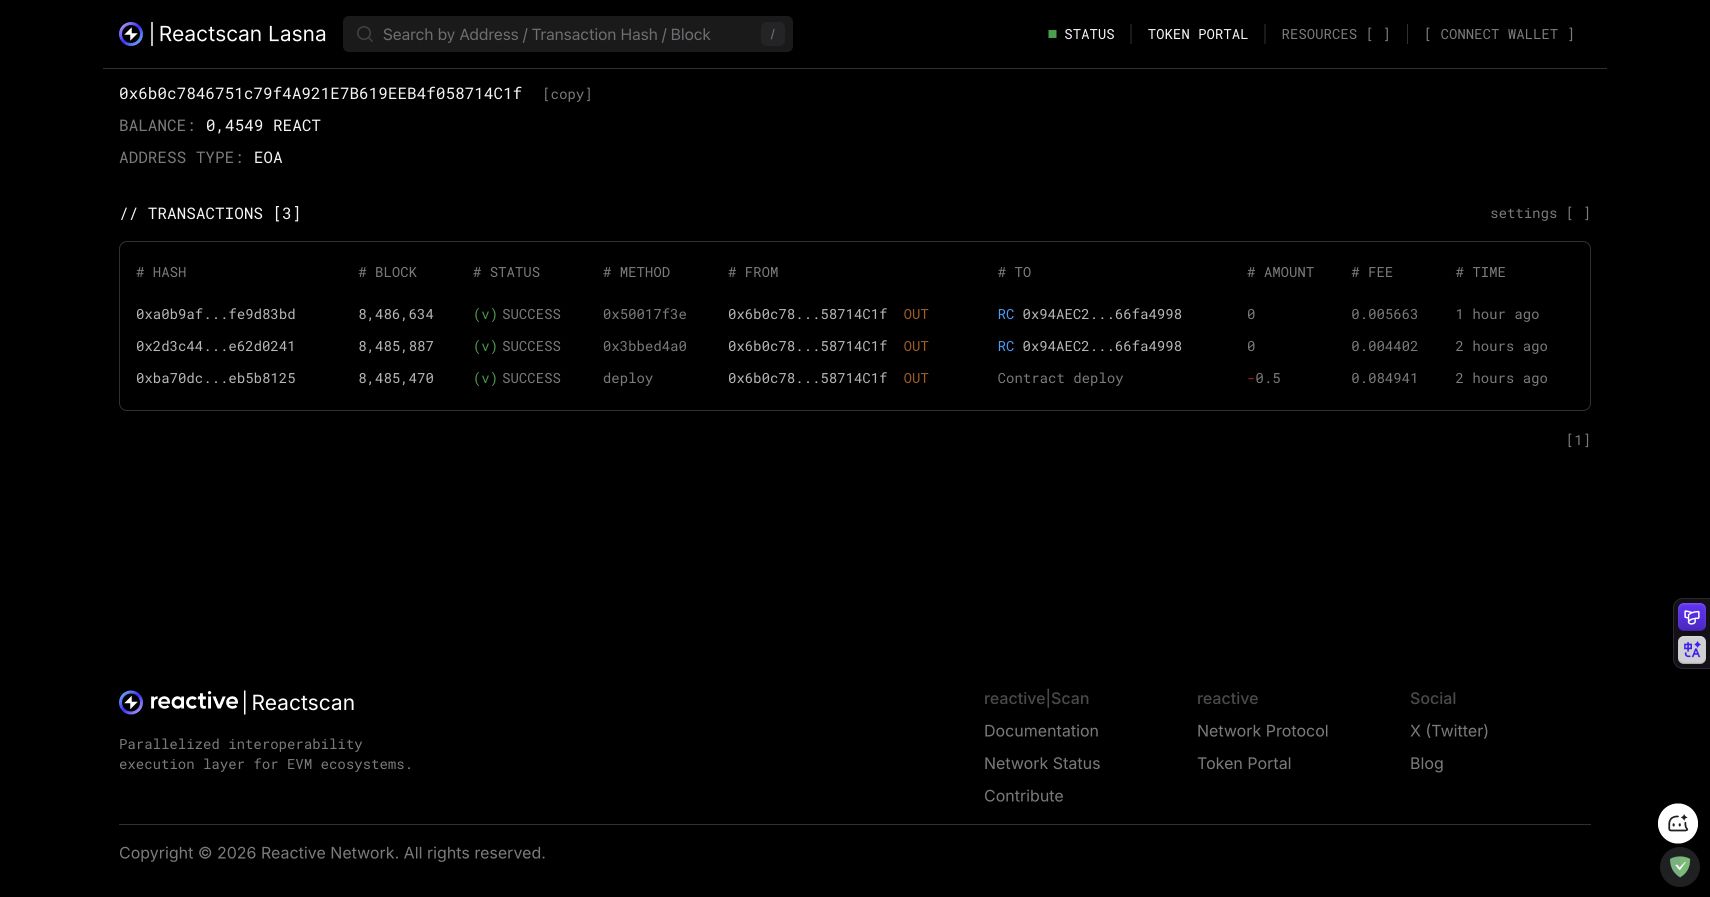 Reactscan Lasna
Search by Address / Transaction Hash / Block /
STATUS
TOKEN PORTAL
RESOURCES [ ]
[ CONNECT WALLET ]
0x6b0c7846751c79f4A921E7B619EEB4f058714C1f [copy]
BALANCE: 0,4549 REACT
ADDRESS TYPE: EOA
// TRANSACTIONS [3] settings [ ]
# HASH # BLOCK # STATUS # METHOD # FROM # TO # AMOUNT # FEE # TIME
0xa0b9af...fe9d83bd 8,486,634 (v) SUCCESS 0x50017f3e 0x6b0c78...58714C1f OUT RC 0x94AEC2...66fa4998 0 0.005663 1 hour ago
0x2d3c44...e62d0241 8,485,887 (v) SUCCESS 0x3bbed4a0 0x6b0c78...58714C1f OUT RC 0x94AEC2...66fa4998 0 0.004402 2 hours ago
0xba70dc...eb5b8125 8,485,470 (v) SUCCESS deploy 0x6b0c78...58714C1f OUT Contract deploy -0.5 0.084941 2 hours ago
[1]
reactive | Reactscan
Parallelized interoperability
execution layer for EVM ecosystems.
reactive|Scan
Documentation
Network Status
Contribute
reactive
Network Protocol
Token Portal
Social
X (Twitter)
Blog
Copyright © 2026 Reactive Network. All rights reserved.